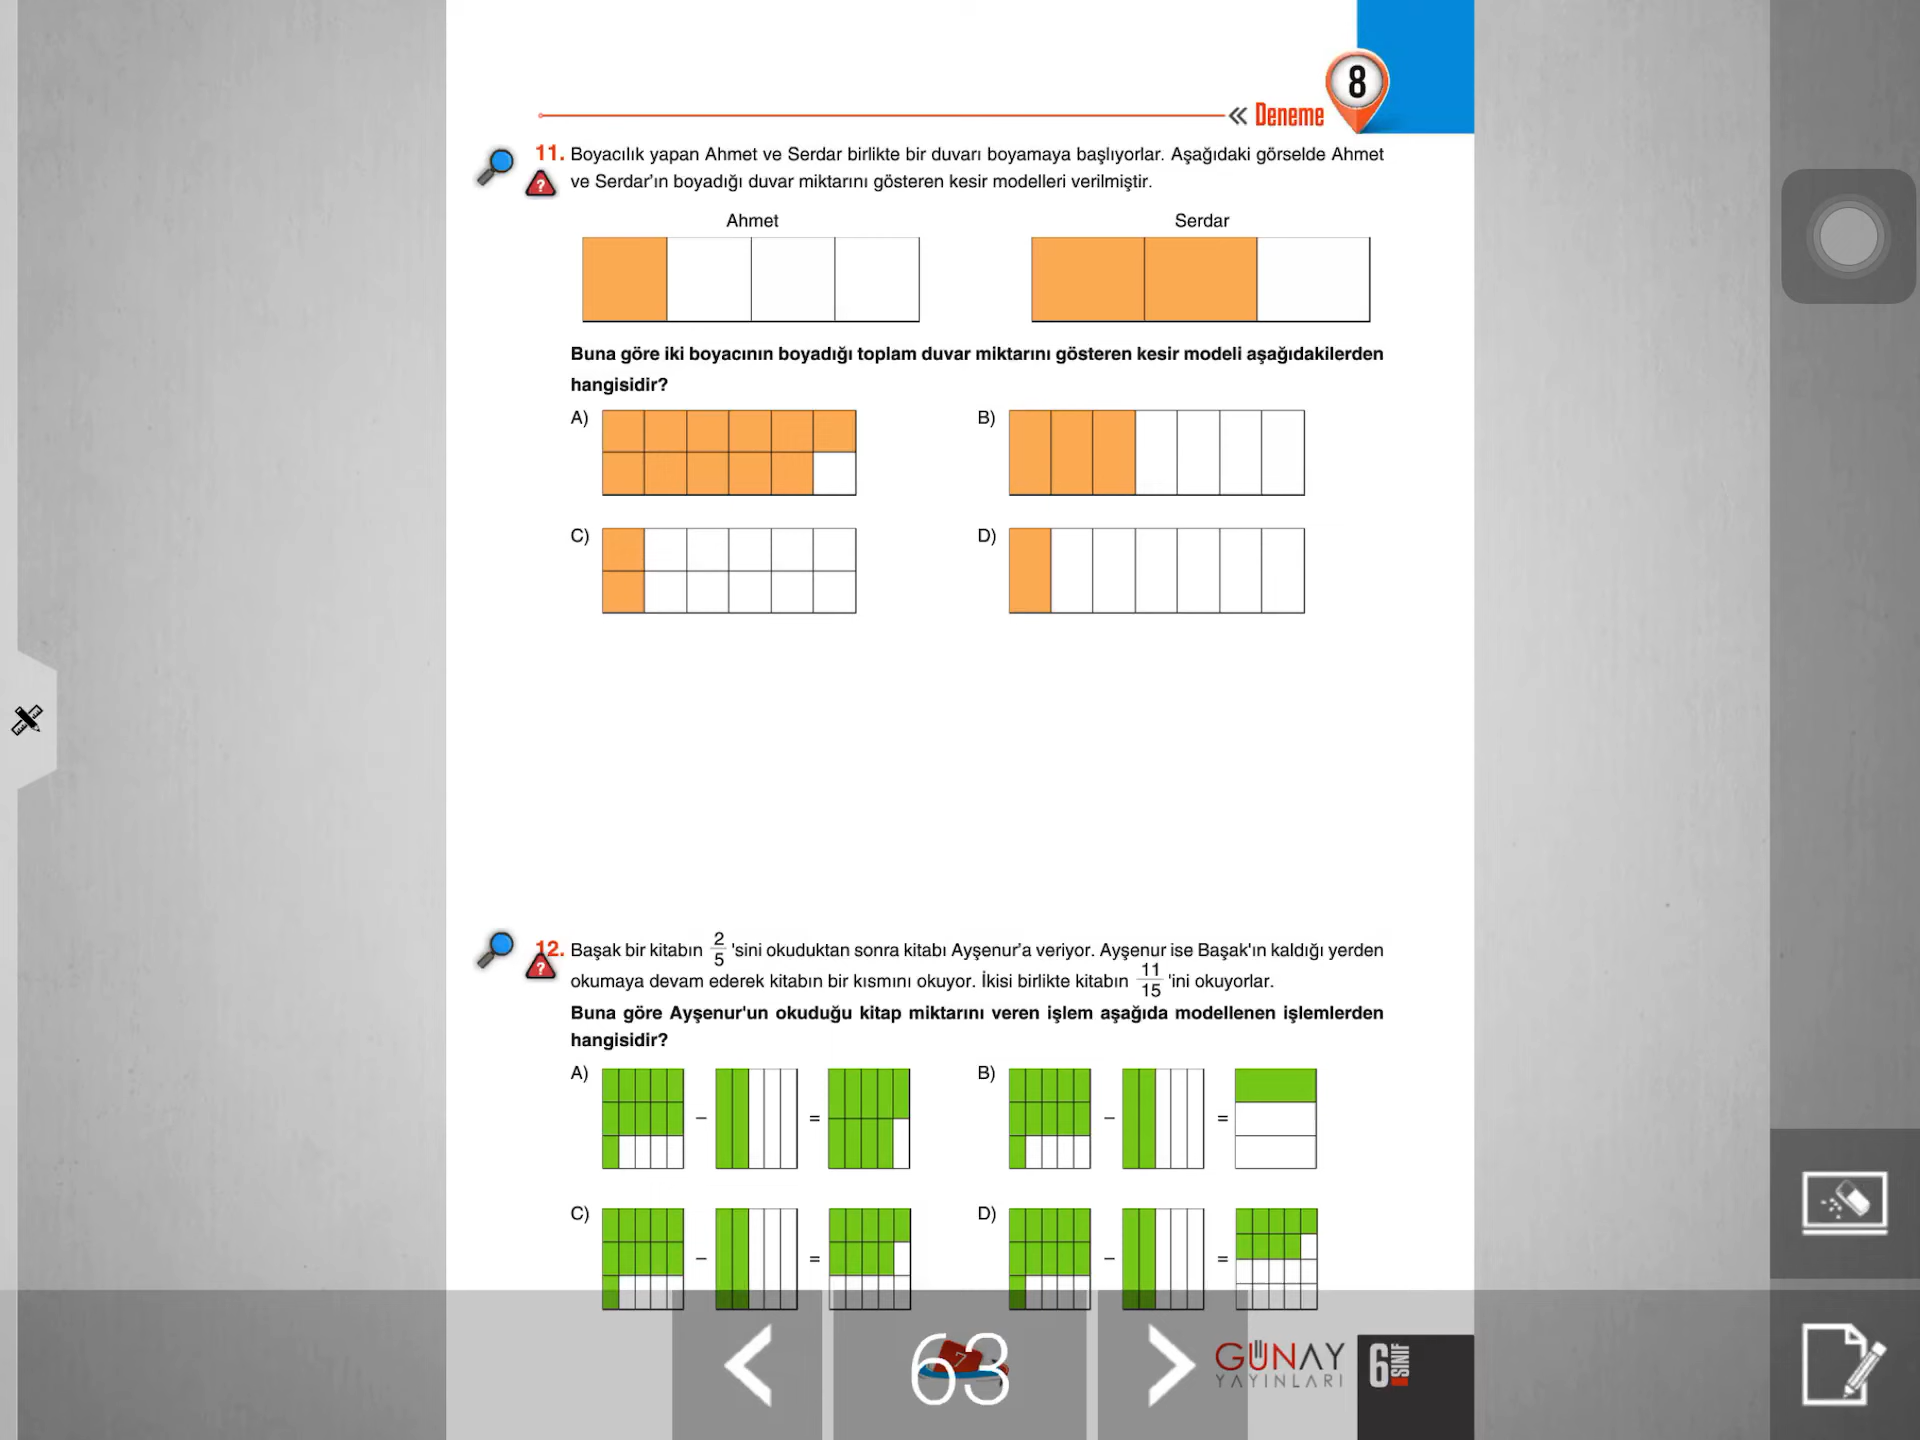 8
« Deneme
11. Boyacılık yapan Ahmet ve Serdar birlikte bir duvarı boyamaya başlıyorlar. Aşağıdaki görselde Ahmet
ve Serdar'ın boyadığı duvar miktarını gösteren kesir modelleri verilmiştir.
Ahmet Serdar
Buna göre iki boyacının boyadığı toplam duvar miktarını gösteren kesir modeli aşağıdakilerden
hangisidir?
A) B)
C) D)
12. Başak bir kitabın 2/5 'sini okuduktan sonra kitabı Ayşenur'a veriyor. Ayşenur ise Başak'ın kaldığı yerden
okumaya devam ederek kitabın bir kısmını okuyor. İkisi birlikte kitabın 11/15 'ini okuyorlar.
Buna göre Ayşenur'un okuduğu kitap miktarını veren işlem aşağıda modellenen işlemlerden
hangisidir?
A) – = B) – =
C) – = D) – =
63
7
GÜNAY
YAYINLARI
6. SINIF